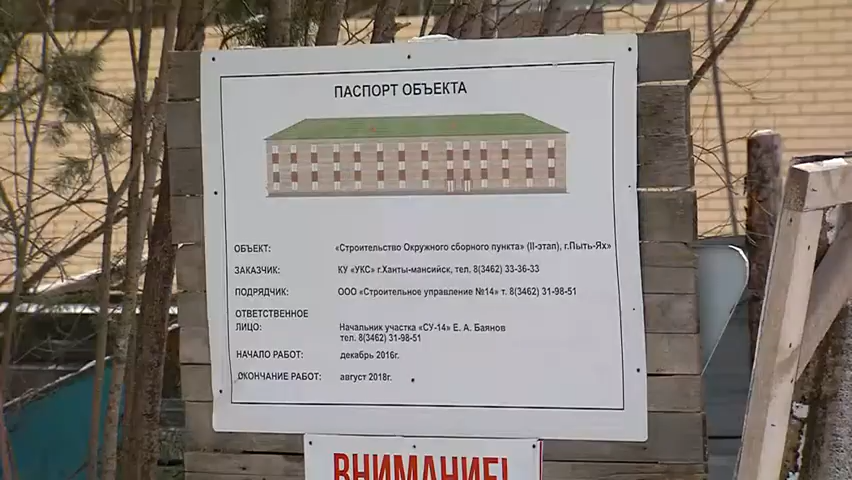 ПАСПОРТ ОБЪЕКТА
ОБЪЕКТ: «Строительство Окружного сборного пункта» (II-этап), г.Пыть-Ях»
ЗАКАЗЧИК: КУ «УКС» г.Ханты-мансийск, тел. 8(3462) 33-36-33
ПОДРЯДЧИК: ООО «Строительное управление №14» т. 8(3462) 31-98-51
ОТВЕТСТВЕННОЕ
ЛИЦО: Начальник участка «СУ-14» Е. А. Баянов
тел. 8(3462) 31-98-51
НАЧАЛО РАБОТ: декабрь 2016г.
ОКОНЧАНИЕ РАБОТ: август 2018г.
ВНИМАНИЕ!